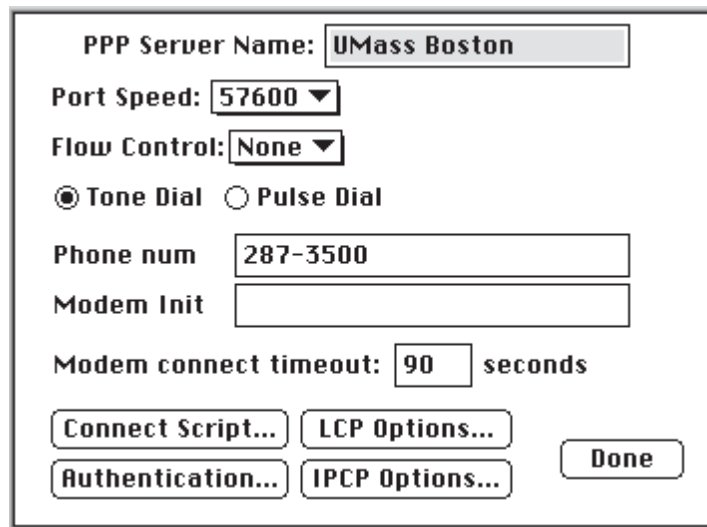 PPP Server Name: UMass Boston
Port Speed: 57600
Flow Control: None
Tone Dial Pulse Dial
Phone num 287-3500
Modem Init
Modem connect timeout: 90 seconds
Connect Script... LCP Options...
Done
Authentication... IPCP Options...